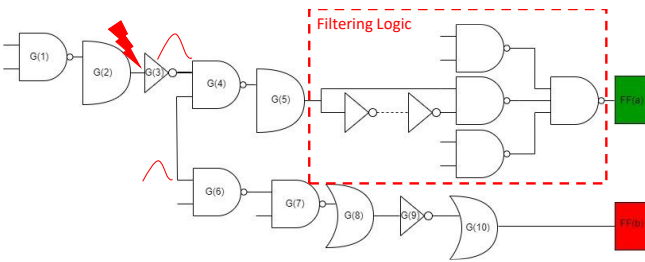 Filtering Logic
G(1)
G(2)
G(3)
G(4)
G(5)
FF(a)
G(6)
G(7)
G(8)
G(9)
G(10)
FF(b)